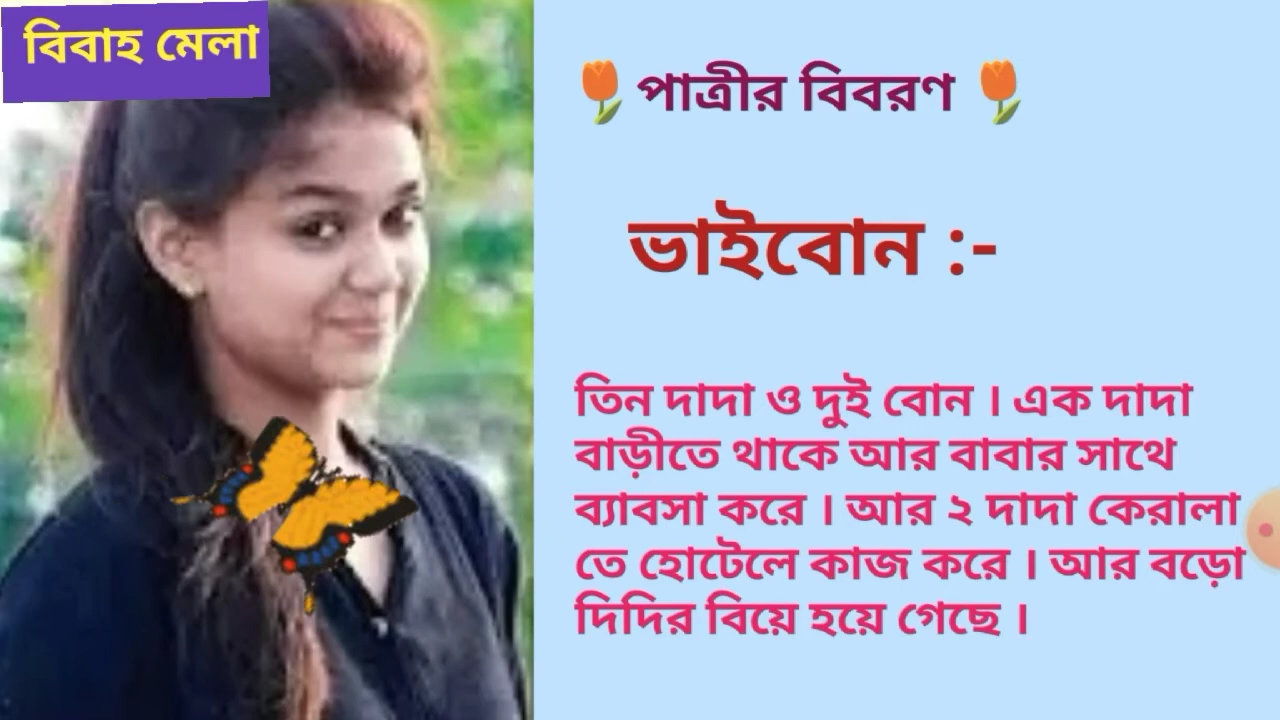 বিবাহ মেলা
পাত্রীর বিবরণ
ভাইবোন :-
তিন দাদা ও দুই বোন । এক দাদা
বাড়ীতে থাকে আর বাবার সাথে
ব্যাবসা করে । আর ২ দাদা কেরালা
তে হোটেলে কাজ করে । আর বড়ো
দিদির বিয়ে হয়ে গেছে ।